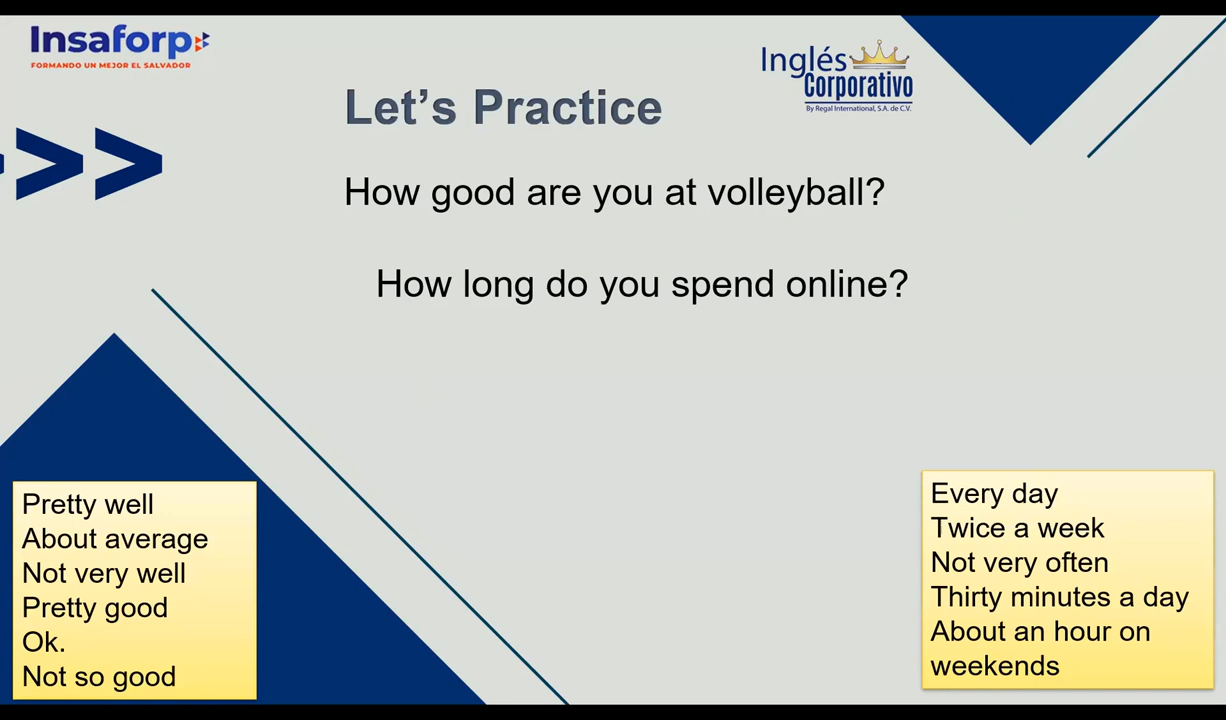 Insaforp
FORMANDO UN MEJOR EL SALVADOR
Inglés
Corporativo
By Regal International, S.A. de C.V.
Let’s Practice
>>
How good are you at volleyball?
How long do you spend online?
Pretty well
About average
Not very well
Pretty good
Ok.
Not so good
Every day
Twice a week
Not very often
Thirty minutes a day
About an hour on
weekends